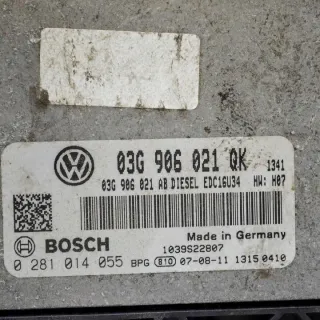 03G 906 021 QK 1341
03G 906 021 AB DIESEL EDC16U34 HW: H07
Made in Germany
BOSCH 1039S22807
0 281 014 055 BPG 810 07-08-11 1315 0410